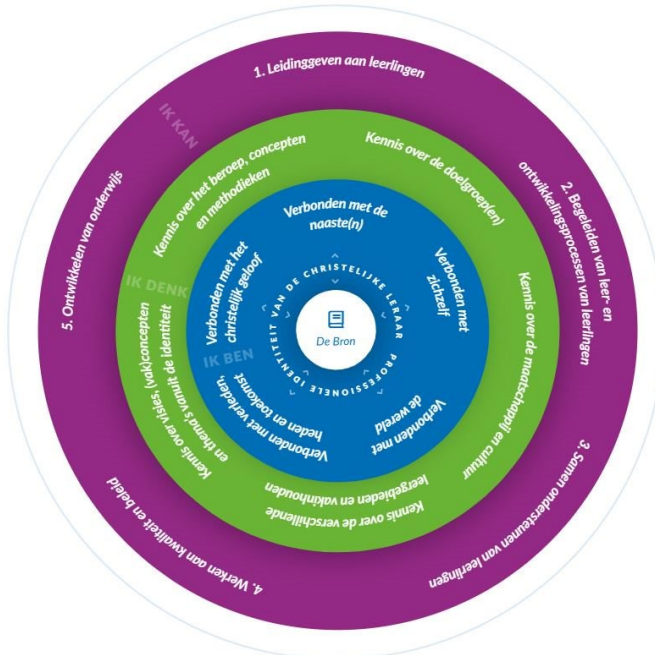 1. Leidinggeven aan leerlingen
2. Begeleiden van leer- en
ontwikkelingsprocessen van leerlingen
3. Samen ondersteunen van leerlingen
4. Werken aan kwaliteit en beleid
5. Ontwikkelen van onderwijs
IK KAN
Kennis over het beroep, concepten
en methodieken
Kennis over de doelgroep(en)
Kennis over de maatschappij en cultuur
Kennis over de verschillende
leergebieden en vakinhouden
Kennis over visies, (vak)concepten
en thema's vanuit de identiteit
IK DENK
Verbonden met de
naaste(n)
Verbonden met
zichzelf
Verbonden met
de wereld
Verbonden met verleden,
heden en toekomst
Verbonden met het
christelijk geloof
IK BEN
PROFESSIONELE IDENTITEIT VAN DE CHRISTELIJKE LERAAR
De Bron